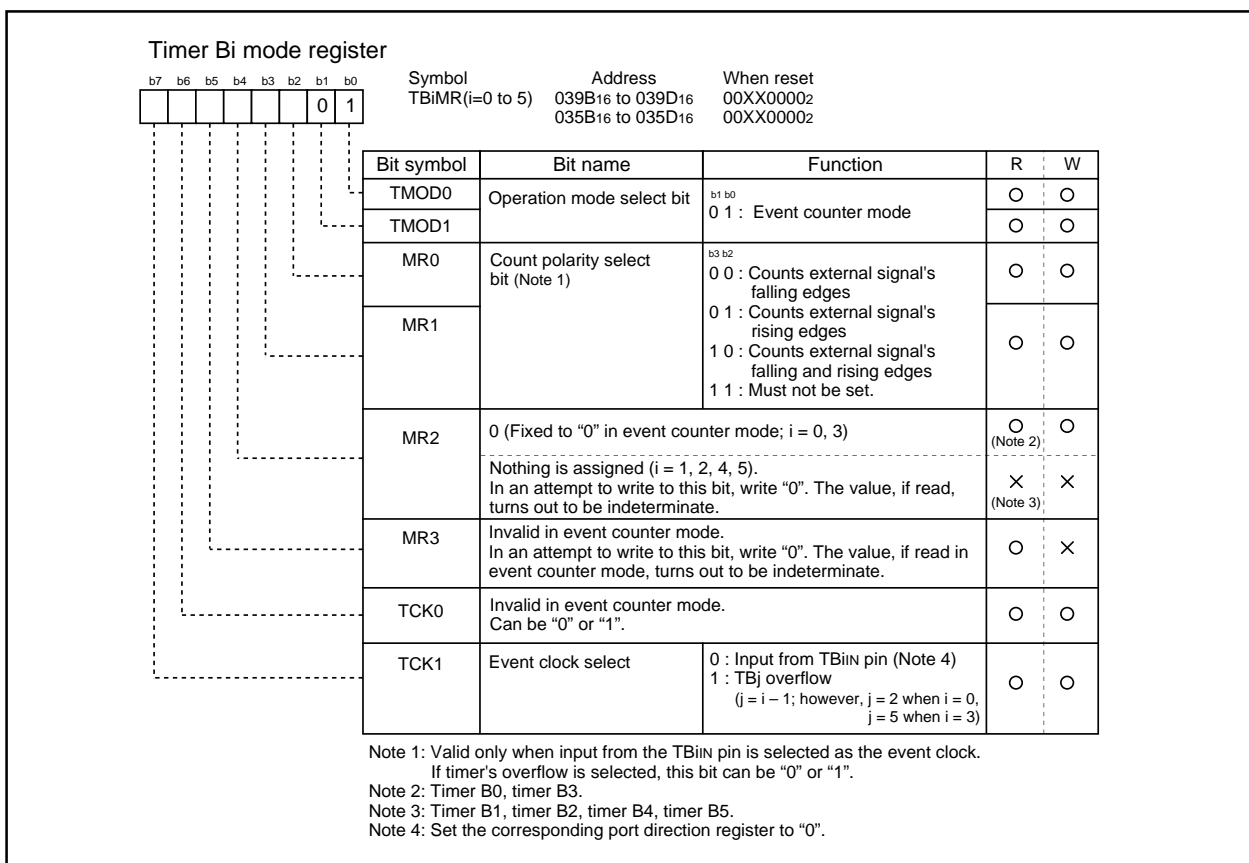 Timer Bi mode register
b7 b6 b5 b4 b3 b2 b1 b0
0 1
Symbol Address When reset
TBiMR(i=0 to 5) 039B16 to 039D16 00XX00002
035B16 to 035D16 00XX00002
Bit symbol Bit name Function R W
TMOD0 Operation mode select bit b1 b0
0 1 : Event counter mode
TMOD1
MR0 Count polarity select
bit (Note 1)
b3 b2
0 0 : Counts external signal's
falling edges
0 1 : Counts external signal's
rising edges
MR1
1 0 : Counts external signal's
falling and rising edges
1 1 : Must not be set.
MR2 0 (Fixed to “0” in event counter mode; i = 0, 3)
(Note 2)
Nothing is assigned (i = 1, 2, 4, 5).
In an attempt to write to this bit, write “0”. The value, if read,
turns out to be indeterminate.
(Note 3)
MR3 Invalid in event counter mode.
In an attempt to write to this bit, write “0”. The value, if read in
event counter mode, turns out to be indeterminate.
TCK0 Invalid in event counter mode.
Can be “0” or “1”.
TCK1 Event clock select 0 : Input from TBiIN pin (Note 4)
1 : TBj overflow
(j = i – 1; however, j = 2 when i = 0,
j = 5 when i = 3)
Note 1: Valid only when input from the TBiIN pin is selected as the event clock.
If timer's overflow is selected, this bit can be “0” or “1”.
Note 2: Timer B0, timer B3.
Note 3: Timer B1, timer B2, timer B4, timer B5.
Note 4: Set the corresponding port direction register to “0”.